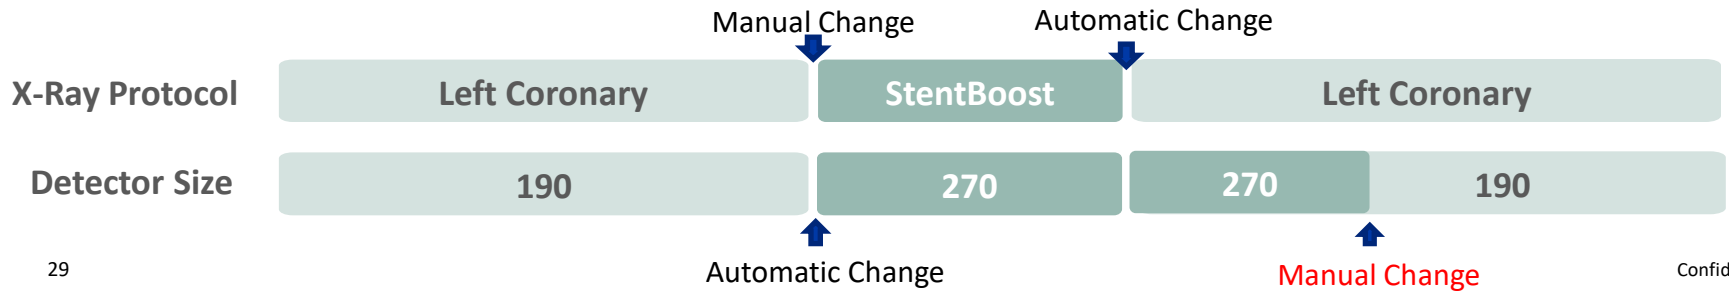 Manual Change Automatic Change
X-Ray Protocol Left Coronary StentBoost Left Coronary
Detector Size 190 270 270 190
29 Automatic Change Manual Change Confid